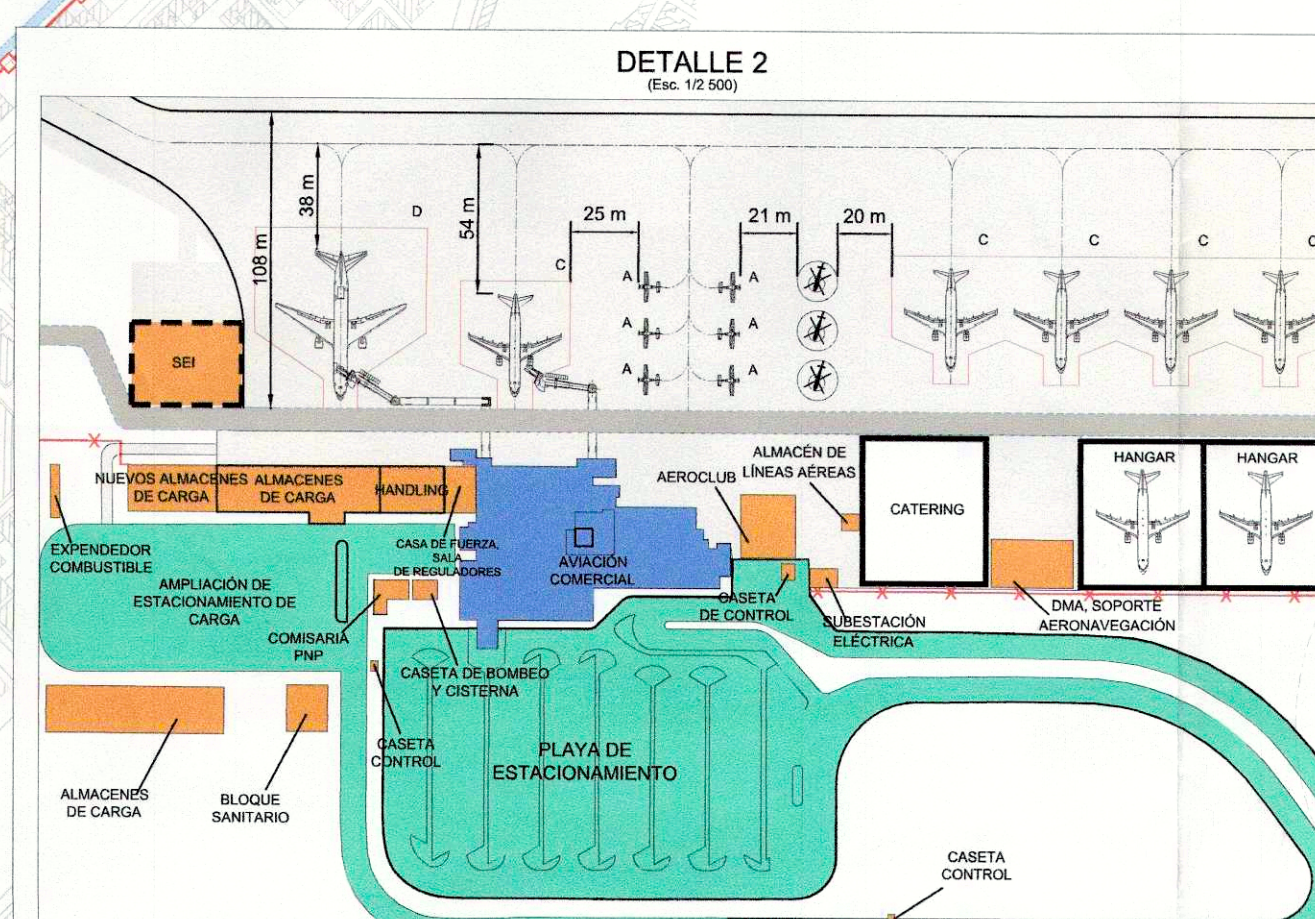 DETALLE 2
(Esc. 1/2 500)
108 m
38 m
D
54 m
C
25 m
21 m
20 m
A
A
A
A
A
A
C
C
C
C
SEI
NUEVOS ALMACENES
DE CARGA
ALMACENES
DE CARGA
HANDLING
EXPENDEDOR
COMBUSTIBLE
CASA DE FUERZA,
SALA
DE REGULADORES
AVIACIÓN
COMERCIAL
AEROCLUB
ALMACÉN DE
LÍNEAS AÉREAS
CATERING
HANGAR
HANGAR
AMPLIACIÓN DE
ESTACIONAMIENTO DE
CARGA
COMISARIA
PNP
CASETA DE BOMBEO
Y CISTERNA
CASETA
DE CONTROL
SUBESTACIÓN
ELÉCTRICA
DMA, SOPORTE
AERONAVEGACIÓN
CASETA
CONTROL
PLAYA DE
ESTACIONAMIENTO
ALMACENES
DE CARGA
BLOQUE
SANITARIO
CASETA
CONTROL